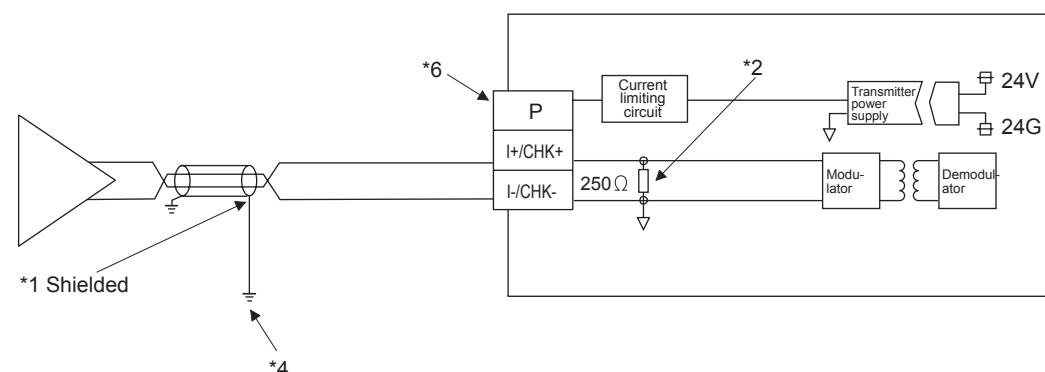 *6
P
I+/CHK+
I-/CHK-
Current
limiting
circuit
*2
250Ω
Transmitter
power
supply
24V
24G
Modu-
lator
Demodul-
ator
*1 Shielded
*4